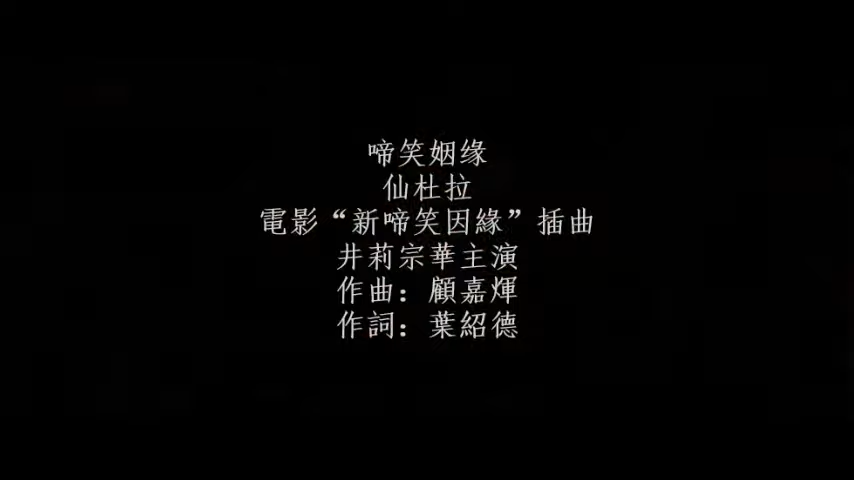 啼笑姻缘
仙杜拉
電影“新啼笑因緣”插曲
井莉宗華主演
作曲：顧嘉煇
作詞：葉紹德